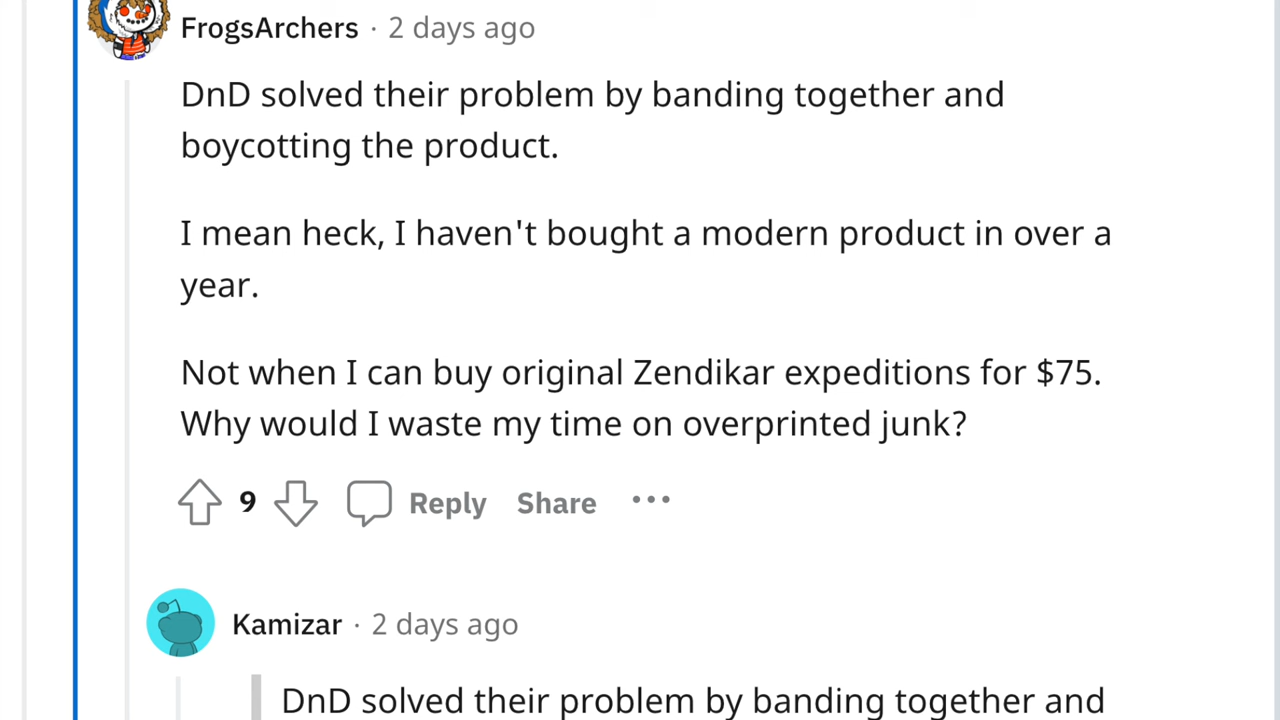 FrogsArchers · 2 days ago
DnD solved their problem by banding together and
boycotting the product.
I mean heck, I haven't bought a modern product in over a
year.
Not when I can buy original Zendikar expeditions for $75.
Why would I waste my time on overprinted junk?
9 Reply Share •••
Kamizar · 2 days ago
DnD solved their problem by banding together and